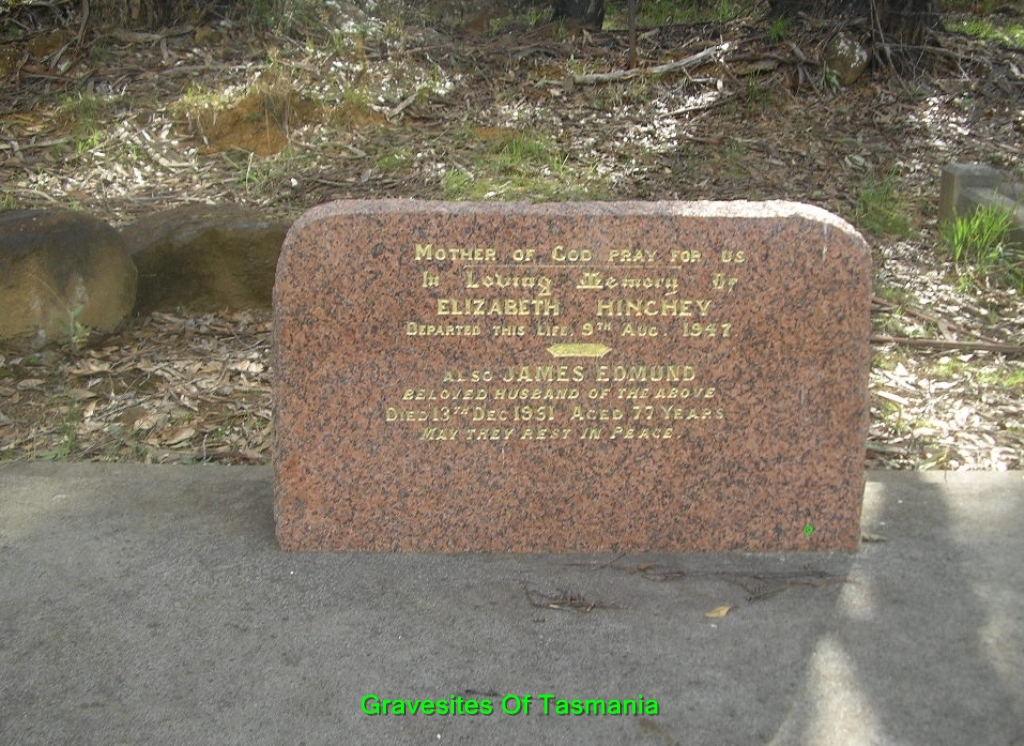 MOTHER OF GOD PRAY FOR US
In Loving Memory Of
ELIZABETH HINCHEY
DEPARTED THIS LIFE 9TH AUG. 1947
ALSO JAMES EDMUND
BELOVED HUSBAND OF THE ABOVE
DIED 13TH DEC 1951 AGED 77 YEARS
MAY THEY REST IN PEACE.
Gravesites Of Tasmania